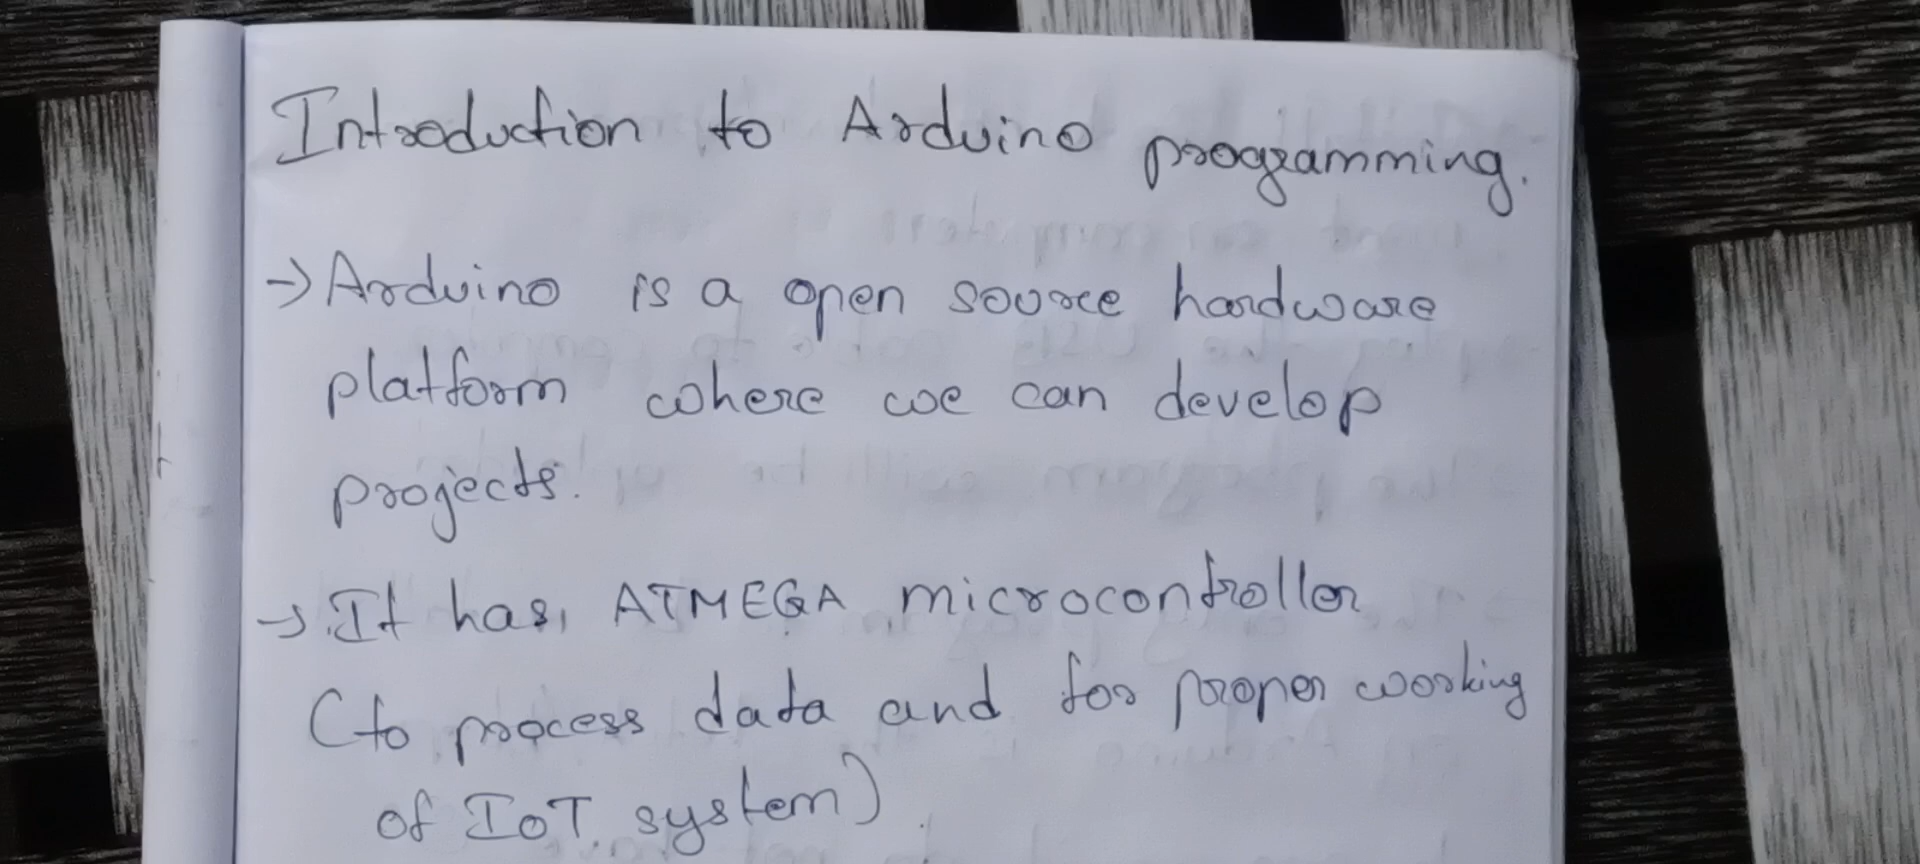 Introduction to Arduino programming.
→ Arduino is a open source hardware
platform where we can develop
projects.
→ It has, ATMEGA microcontroller
(to process data and for proper working
of IoT system)